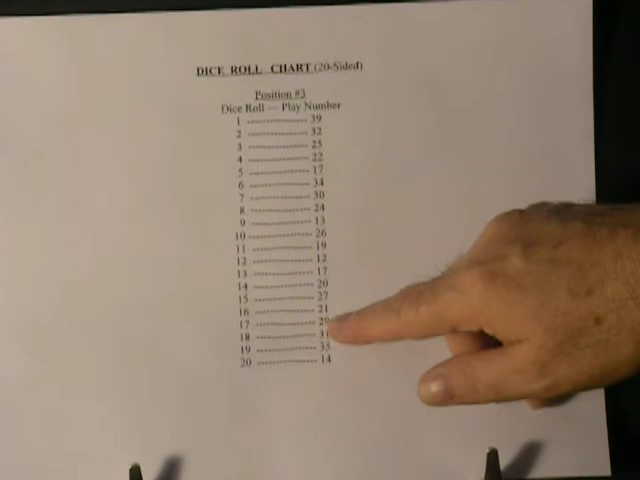 DICE ROLL CHART (20-Sided)
Position #3
Dice Roll --- Play Number
1 ---------------- 39
2 ---------------- 32
3 ---------------- 25
4 ---------------- 22
5 ---------------- 17
6 ---------------- 34
7 ---------------- 30
8 ---------------- 24
9 ---------------- 13
10 ---------------- 26
11 ---------------- 19
12 ---------------- 12
13 ---------------- 17
14 ---------------- 20
15 ---------------- 27
16 ---------------- 21
17 ----------------
18 ---------------- 31
19 ---------------- 35
20 ---------------- 14